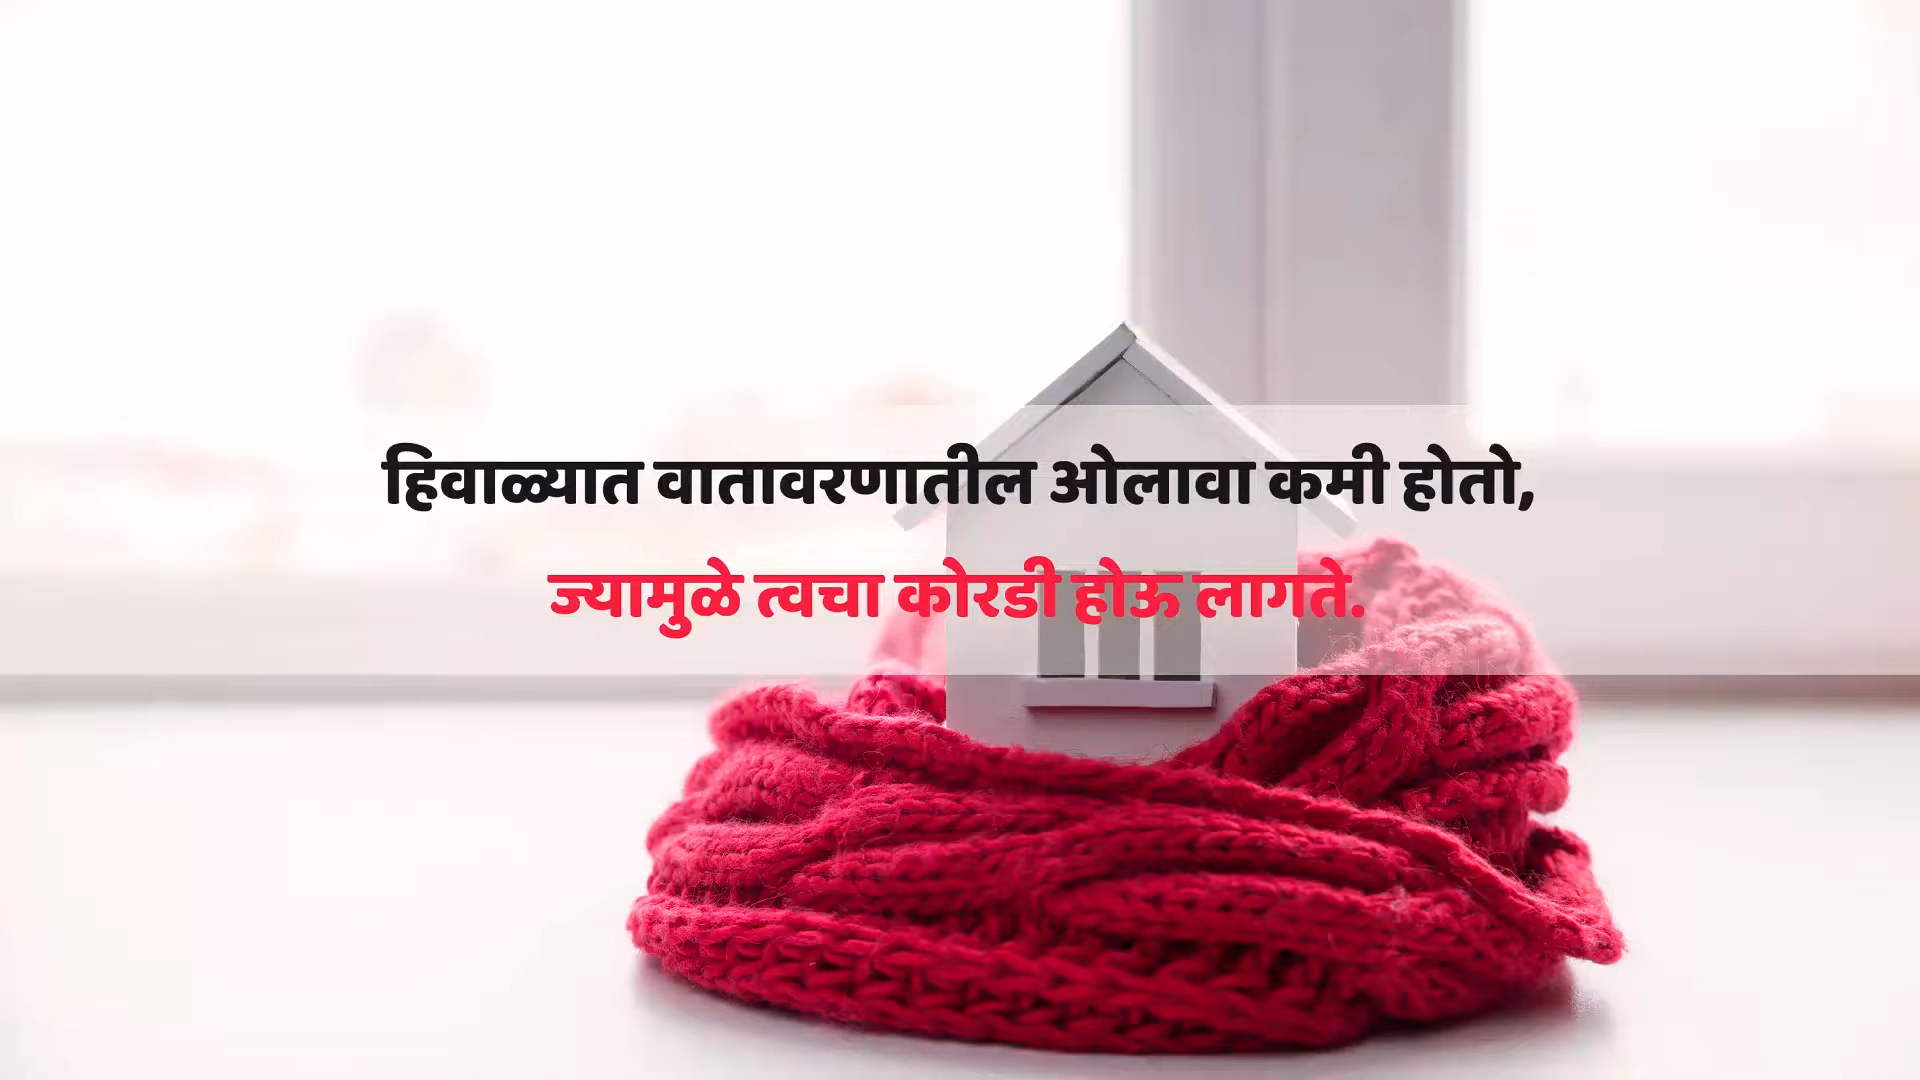 हिवाळ्यात वातावरणातील ओलावा कमी होतो,
ज्यामुळे त्वचा कोरडी होऊ लागते.